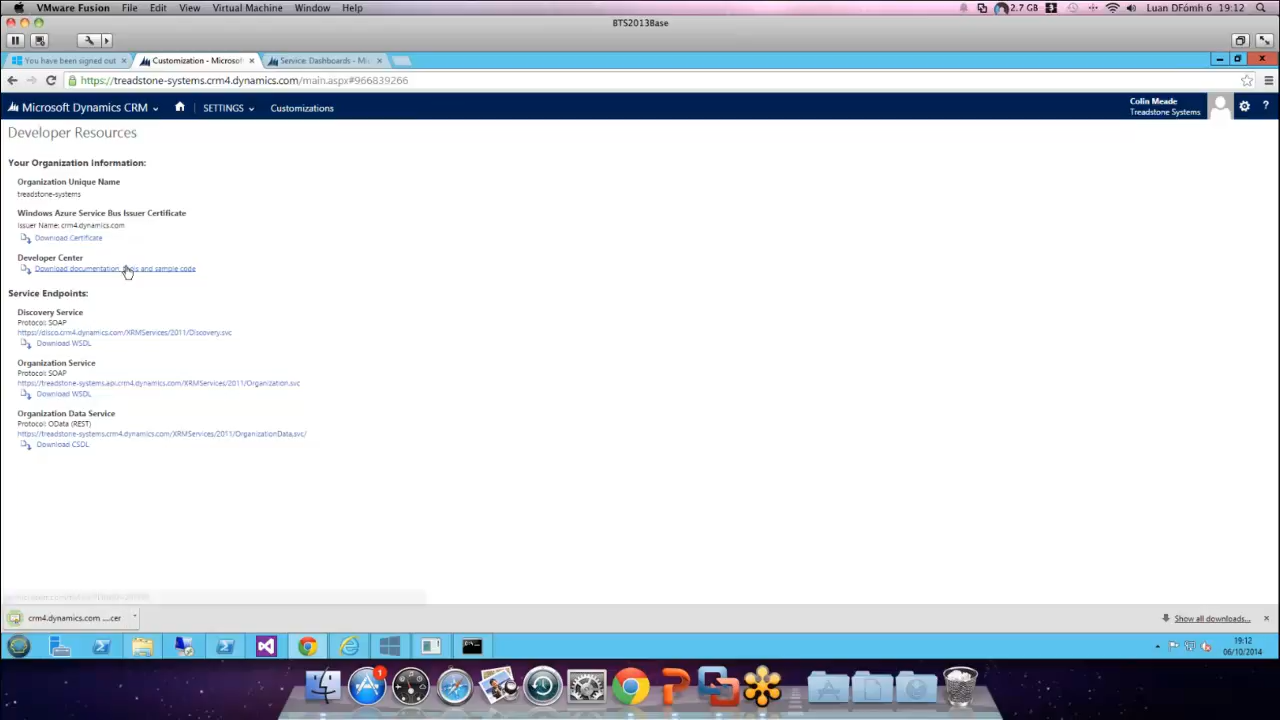 VMware Fusion File Edit View Virtual Machine Window Help 2.7 GB Luan DFómh 6 19:12
BTS2013Base
You have been signed out × Customization - Microsof × Service: Dashboards - Mi ×
https://treadstone-systems.crm4.dynamics.com/main.aspx#966839266
Microsoft Dynamics CRM SETTINGS Customizations
Colin Meade
Treadstone Systems
?
Developer Resources
Your Organization Information:
Organization Unique Name
treadstone-systems
Windows Azure Service Bus Issuer Certificate
Issuer Name: crm4.dynamics.com
Download Certificate
Developer Center
Download documentation, tools and sample code
Service Endpoints:
Discovery Service
Protocol: SOAP
https://disco.crm4.dynamics.com/XRMServices/2011/Discovery.svc
Download WSDL
Organization Service
Protocol: SOAP
https://treadstone-systems.api.crm4.dynamics.com/XRMServices/2011/Organization.svc
Download WSDL
Organization Data Service
Protocol: OData (REST)
https://treadstone-systems.crm4.dynamics.com/XRMServices/2011/OrganizationData.svc/
Download CSDL
crm4.dynamics.com ....cer
Show all downloads...
19:12
06/10/2014
1